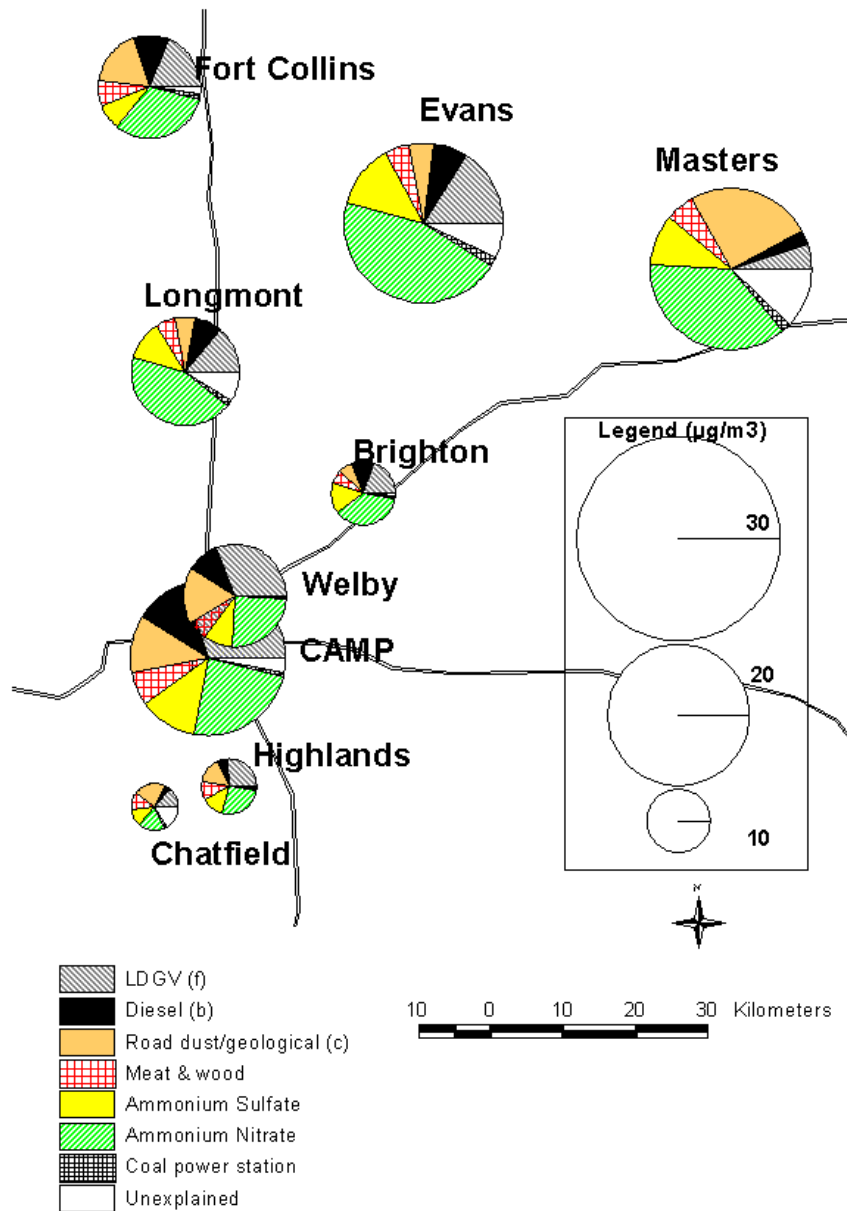 Fort Collins
Evans
Masters
Longmont
Brighton
Legend (µg/m3)
30
Welby
CAMP
20
Highlands
Chatfield
10
N
LDGV (f)
Diesel (b)
Road dust/geological (c)
Meat & wood
Ammonium Sulfate
Ammonium Nitrate
Coal power station
Unexplained
10 0 10 20 30 Kilometers